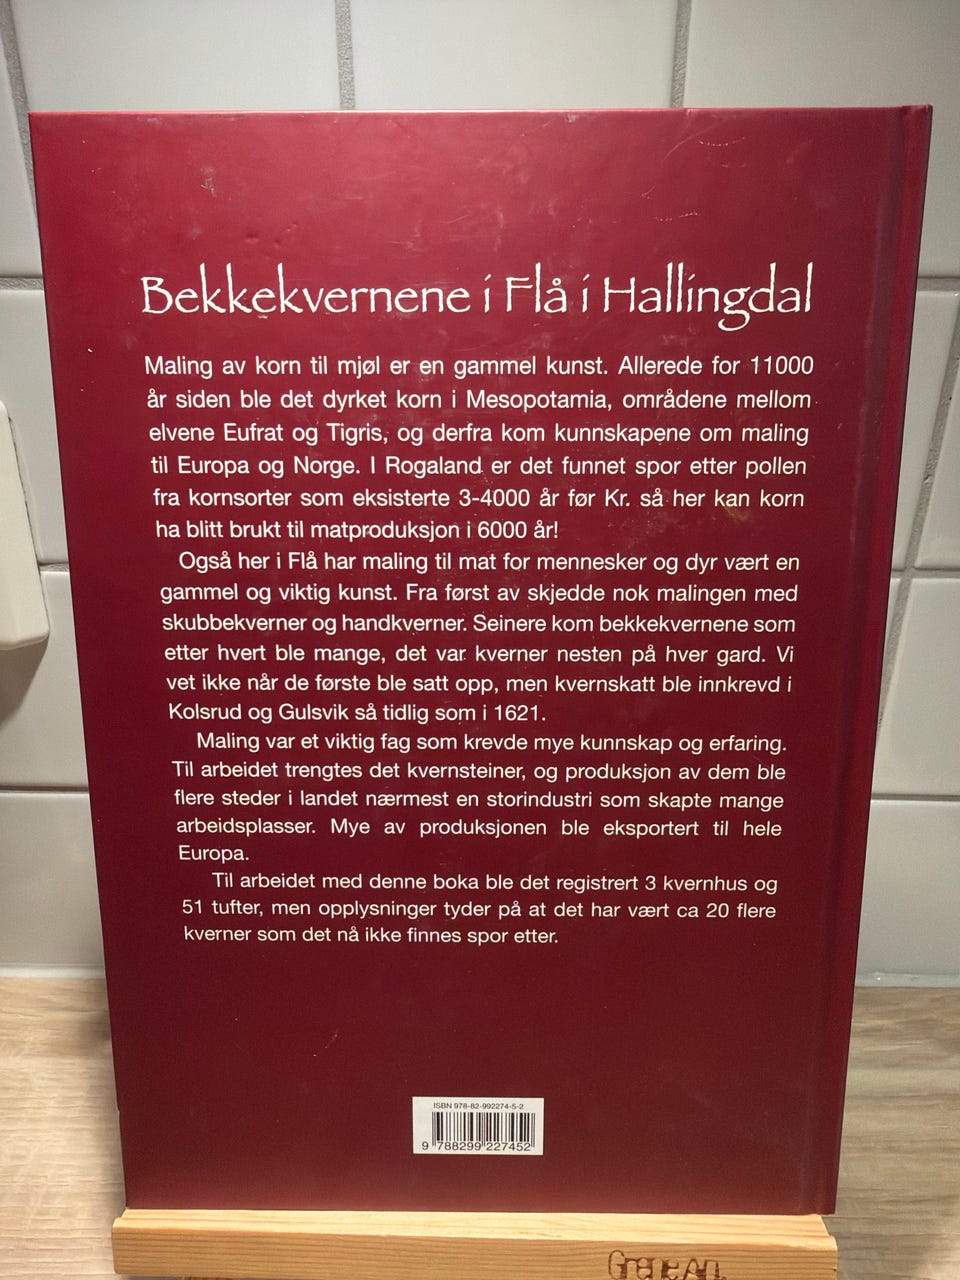 Bekkekvernene i Flå i Hallingdal
Maling av korn til mjøl er en gammel kunst. Allerede for 11000
år siden ble det dyrket korn i Mesopotamia, områdene mellom
elvene Eufrat og Tigris, og derfra kom kunnskapene om maling
til Europa og Norge. I Rogaland er det funnet spor etter pollen
fra kornsorter som eksisterte 3-4000 år før Kr. så her kan korn
ha blitt brukt til matproduksjon i 6000 år!
Også her i Flå har maling til mat for mennesker og dyr vært en
gammel og viktig kunst. Fra først av skjedde nok malingen med
skubbekverner og handkverner. Seinere kom bekkekvernene som
etter hvert ble mange, det var kverner nesten på hver gard. Vi
vet ikke når de første ble satt opp, men kvernskatt ble innkrevd i
Kolsrud og Gulsvik så tidlig som i 1621.
Maling var et viktig fag som krevde mye kunnskap og erfaring.
Til arbeidet trengtes det kvernsteiner, og produksjon av dem ble
flere steder i landet nærmest en storindustri som skapte mange
arbeidsplasser. Mye av produksjonen ble eksportert til hele
Europa.
Til arbeidet med denne boka ble det registrert 3 kvernhus og
51 tufter, men opplysninger tyder på at det har vært ca 20 flere
kverner som det nå ikke finnes spor etter.
ISBN 978-82-992274-5-2
9 788299 227452